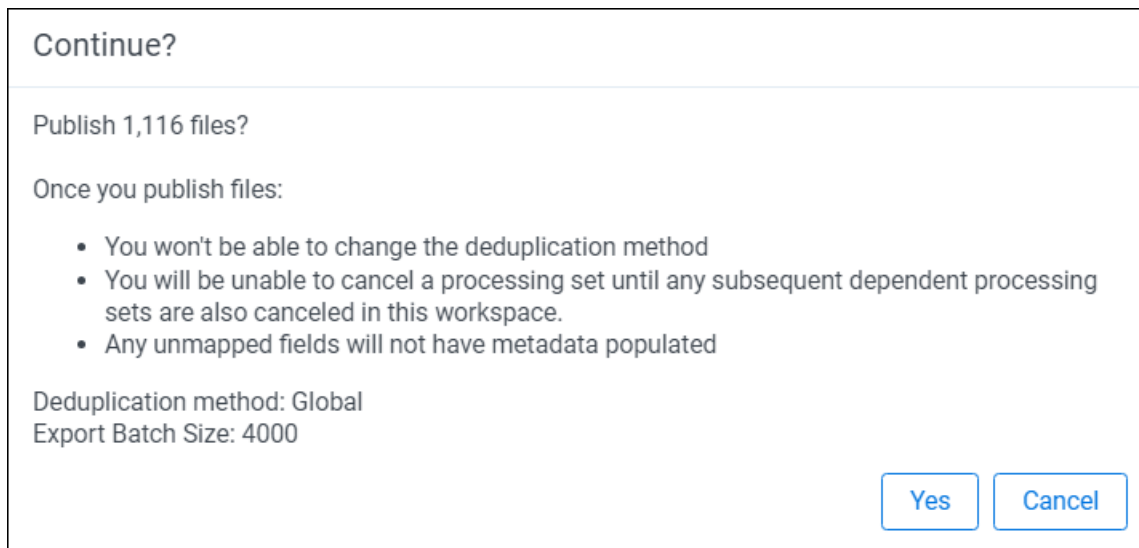 Continue?
Publish 1,116 files?
Once you publish files:
• You won't be able to change the deduplication method
• You will be unable to cancel a processing set until any subsequent dependent processing
sets are also canceled in this workspace.
• Any unmapped fields will not have metadata populated
Deduplication method: Global
Export Batch Size: 4000
Yes Cancel